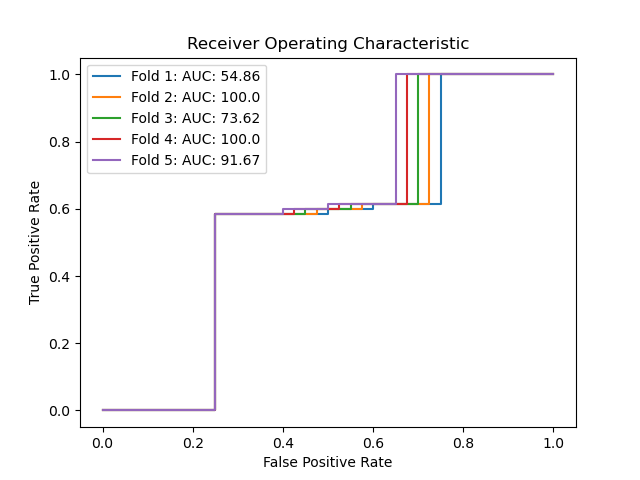 Receiver Operating Characteristic
Fold 1: AUC: 54.86
Fold 2: AUC: 100.0
Fold 3: AUC: 73.62
Fold 4: AUC: 100.0
Fold 5: AUC: 91.67
True Positive Rate
1.0
0.8
0.6
0.4
0.2
0.0
0.0 0.2 0.4 0.6 0.8 1.0
False Positive Rate